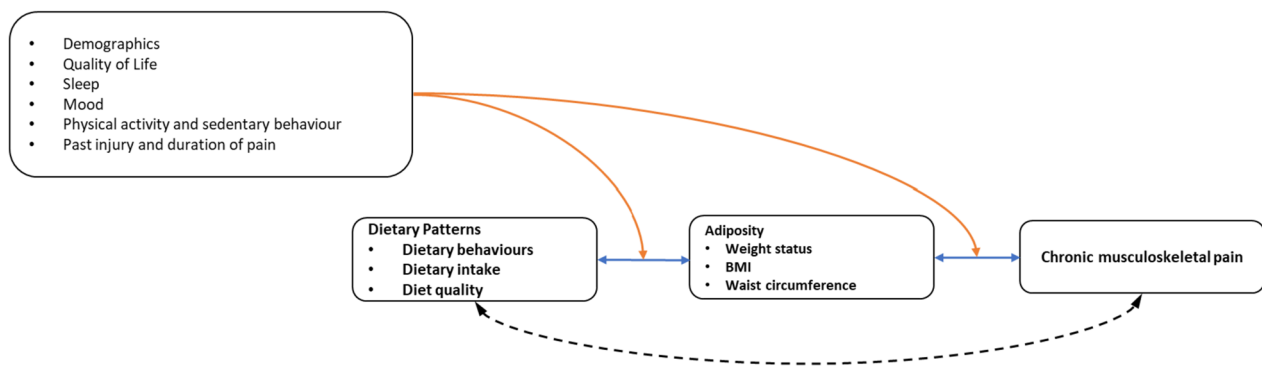 • Demographics
• Quality of Life
• Sleep
• Mood
• Physical activity and sedentary behaviour
• Past injury and duration of pain
Dietary Patterns
• Dietary behaviours
• Dietary intake
• Diet quality
Adiposity
• Weight status
• BMI
• Waist circumference
Chronic musculoskeletal pain